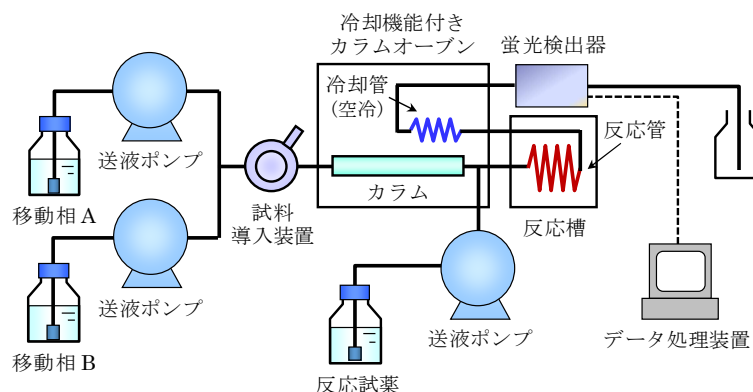 冷却機能付き
カラムオーブン
蛍光検出器
冷却管
(空冷)
反応管
送液ポンプ
移動相A
試料
導入装置
カラム
反応槽
送液ポンプ
移動相B
送液ポンプ
反応試薬
データ処理装置